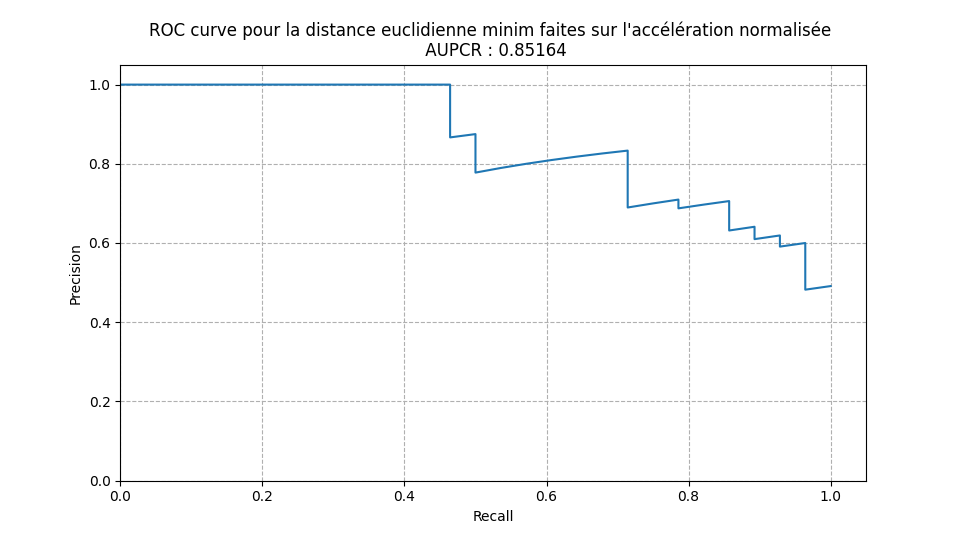 ROC curve pour la distance euclidienne minim faites sur l'accélération normalisée
AUPCR : 0.85164
1.0
0.8
0.6
0.4
0.2
0.0
Precision
0.0 0.2 0.4 0.6 0.8 1.0
Recall